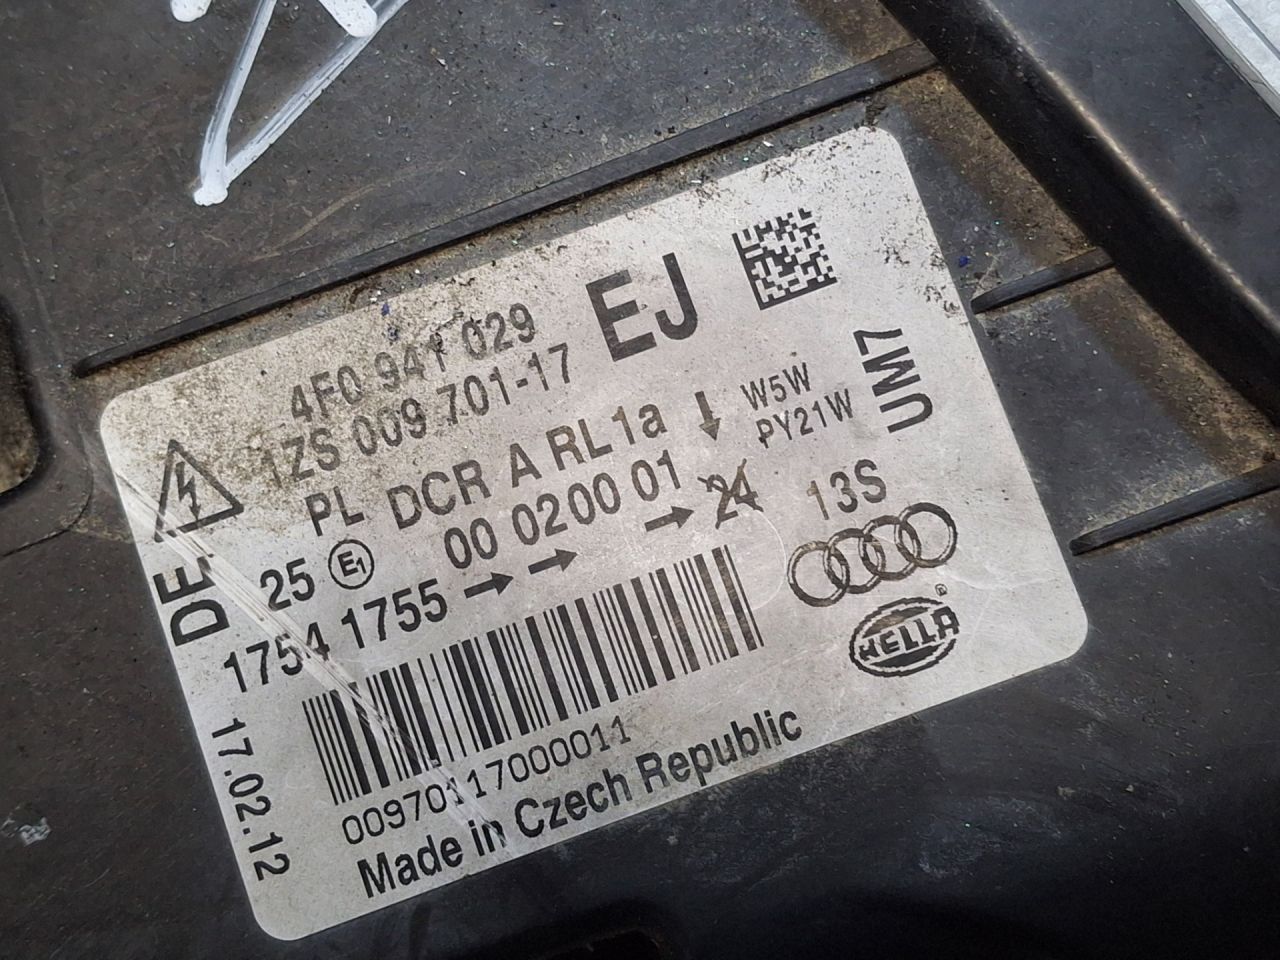 4F0 941 029 EJ
1ZS 009 701-17
PL DCR A RL1a W5W
PY21W
UM7
25 E1 00 0200 01 24 13S
1754 1755
DE
HELLA ®
17.02.12
00970117000011
Made in Czech Republic